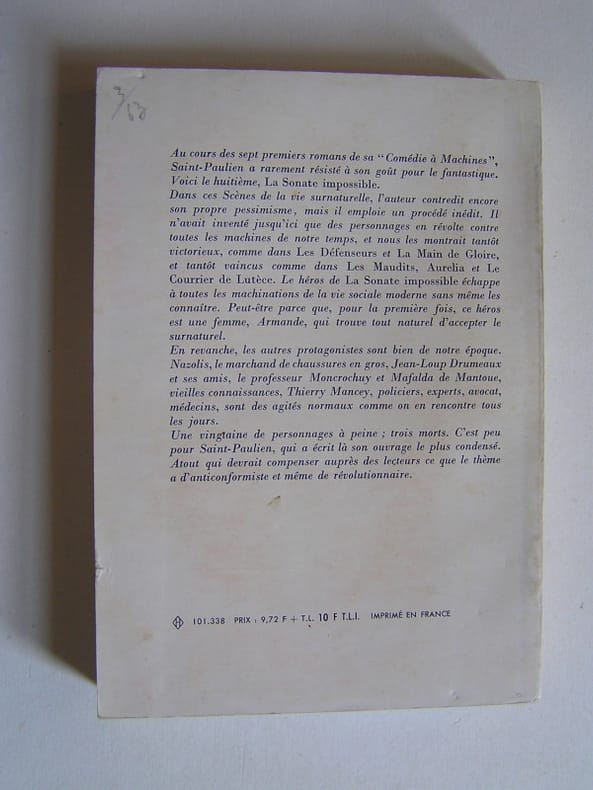 3/63
Au cours des sept premiers romans de sa "Comédie à Machines",
Saint-Paulien a rarement résisté à son goût pour le fantastique.
Voici le huitième, La Sonate impossible.
Dans ces Scènes de la vie surnaturelle, l'auteur contredit encore
son propre pessimisme, mais il emploie un procédé inédit. Il
n'avait inventé jusqu'ici que des personnages en révolte contre
toutes les machines de notre temps, et nous les montrait tantôt
victorieux, comme dans Les Défenseurs et La Main de Gloire,
et tantôt vaincus comme dans Les Maudits, Aurelia et Le
Courrier de Lutèce. Le héros de La Sonate impossible échappe
à toutes les machinations de la vie sociale moderne sans même les
connaître. Peut-être parce que, pour la première fois, ce héros
est une femme, Armande, qui trouve tout naturel d'accepter le
surnaturel.
En revanche, les autres protagonistes sont bien de notre époque.
Nazolis, le marchand de chaussures en gros, Jean-Loup Drumeaux
et ses amis, le professeur Moncrochuy et Mafalda de Mantoue,
vieilles connaissances, Thierry Mancey, policiers, experts, avocat,
médecins, sont des agités normaux comme on en rencontre tous
les jours.
Une vingtaine de personnages à peine ; trois morts. C'est peu
pour Saint-Paulien, qui a écrit là son ouvrage le plus condensé.
Atout qui devrait compenser auprès des lecteurs ce que le thème
a d'anticonformiste et même de révolutionnaire.
H 101.338 PRIX : 9,72 F + T.L. 10 F T.L.I. IMPRIMÉ EN FRANCE